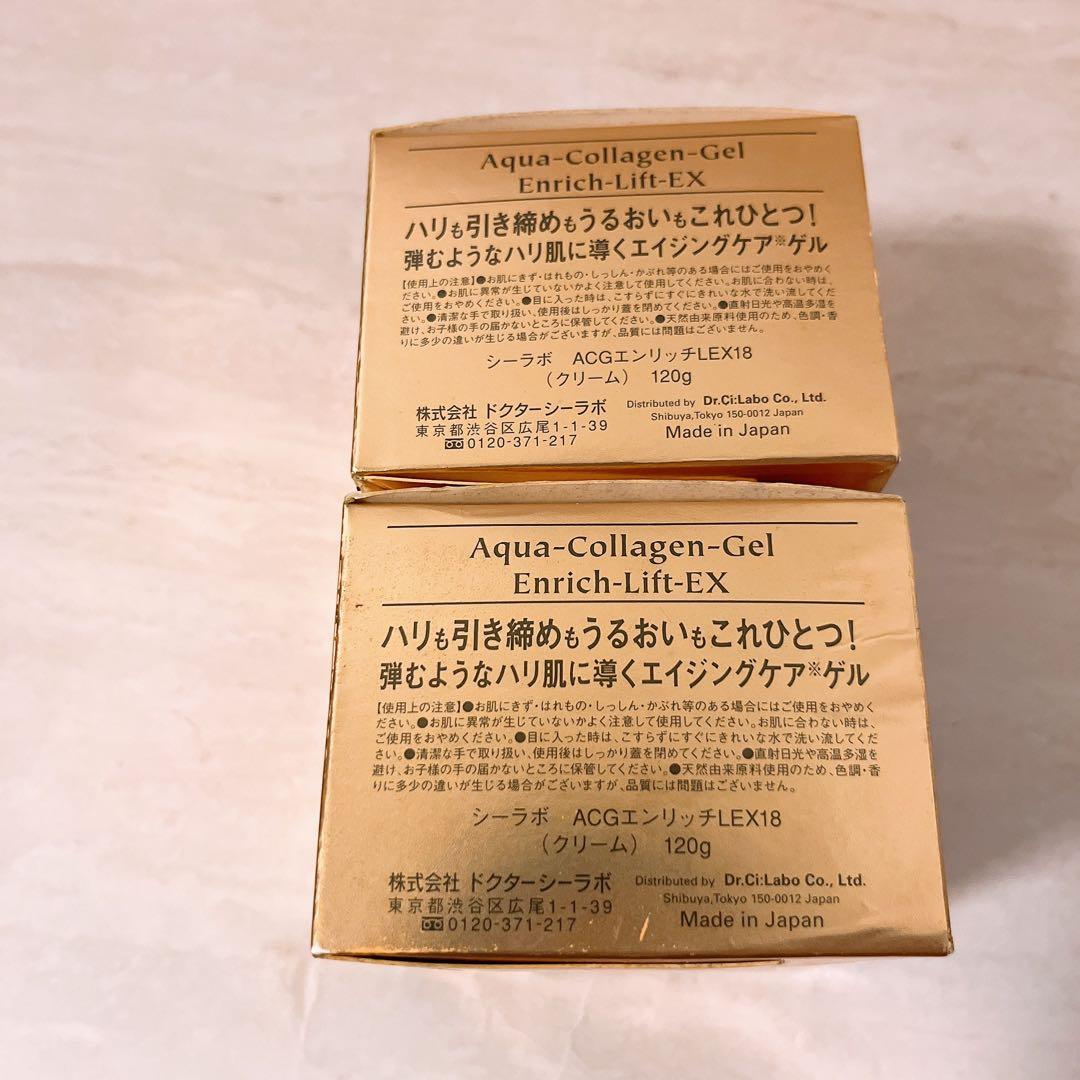 Aqua-Collagen-Gel
Enrich-Lift-EX
ハリも引き締めもうるおいもこれひとつ!
弾むようなハリ肌に導くエイジングケア※ゲル
【使用上の注意】●お肌にきず・はれもの・しっしん・かぶれ等のある場合にはご使用をおやめく
ださい。●お肌に異常が生じていないかよく注意して使用してください。お肌に合わない時は、
ご使用をおやめください。●目に入った時は、こすらずにすぐにきれいな水で洗い流してくだ
さい。●清潔な手で取り扱い、使用後はしっかり蓋を閉めてください。●直射日光や高温多湿を
避け、お子様の手の届かないところに保管してください。●天然由来原料使用のため、色調・香
りに多少の違いが生じる場合がございますが、品質には問題はございません。
シーラボ ACGエンリッチLEX18
(クリーム) 120g
株式会社 ドクターシーラボ
東京都渋谷区広尾1-1-39
0120-371-217
Distributed by Dr.Ci:Labo Co., Ltd.
Shibuya,Tokyo 150-0012 Japan
Made in Japan
Aqua-Collagen-Gel
Enrich-Lift-EX
ハリも引き締めもうるおいもこれひとつ!
弾むようなハリ肌に導くエイジングケア※ゲル
【使用上の注意】●お肌にきず・はれもの・しっしん・かぶれ等のある場合にはご使用をおやめく
ださい。●お肌に異常が生じていないかよく注意して使用してください。お肌に合わない時は、
ご使用をおやめください。●目に入った時は、こすらずにすぐにきれいな水で洗い流してくだ
さい。●清潔な手で取り扱い、使用後はしっかり蓋を閉めてください。●直射日光や高温多湿を
避け、お子様の手の届かないところに保管してください。●天然由来原料使用のため、色調・香
りに多少の違いが生じる場合がございますが、品質には問題はございません。
シーラボ ACGエンリッチLEX18
(クリーム) 120g
株式会社 ドクターシーラボ
東京都渋谷区広尾1-1-39
0120-371-217
Distributed by Dr.Ci:Labo Co., Ltd.
Shibuya,Tokyo 150-0012 Japan
Made in Japan